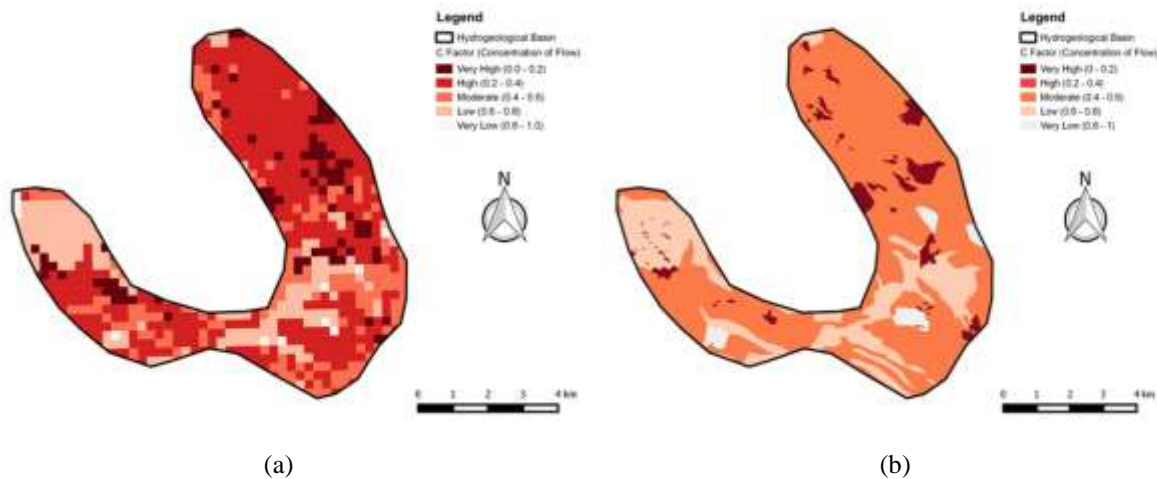 Legend
Hydrogeological Basin
C Factor (Concentration of Flow)
Very High (0.0 - 0.2)
High (0.2 - 0.4)
Moderate (0.4 - 0.6)
Low (0.6 - 0.8)
Very Low (0.8 - 1.0)
N
0 1 2 3 4 km
(a)
Legend
Hydrogeological Basin
C Factor (Concentration of Flow)
Very High (0 - 0.2)
High (0.2 - 0.4)
Moderate (0.4 - 0.6)
Low (0.6 - 0.8)
Very Low (0.8 - 1)
N
0 1 2 3 4 km
(b)